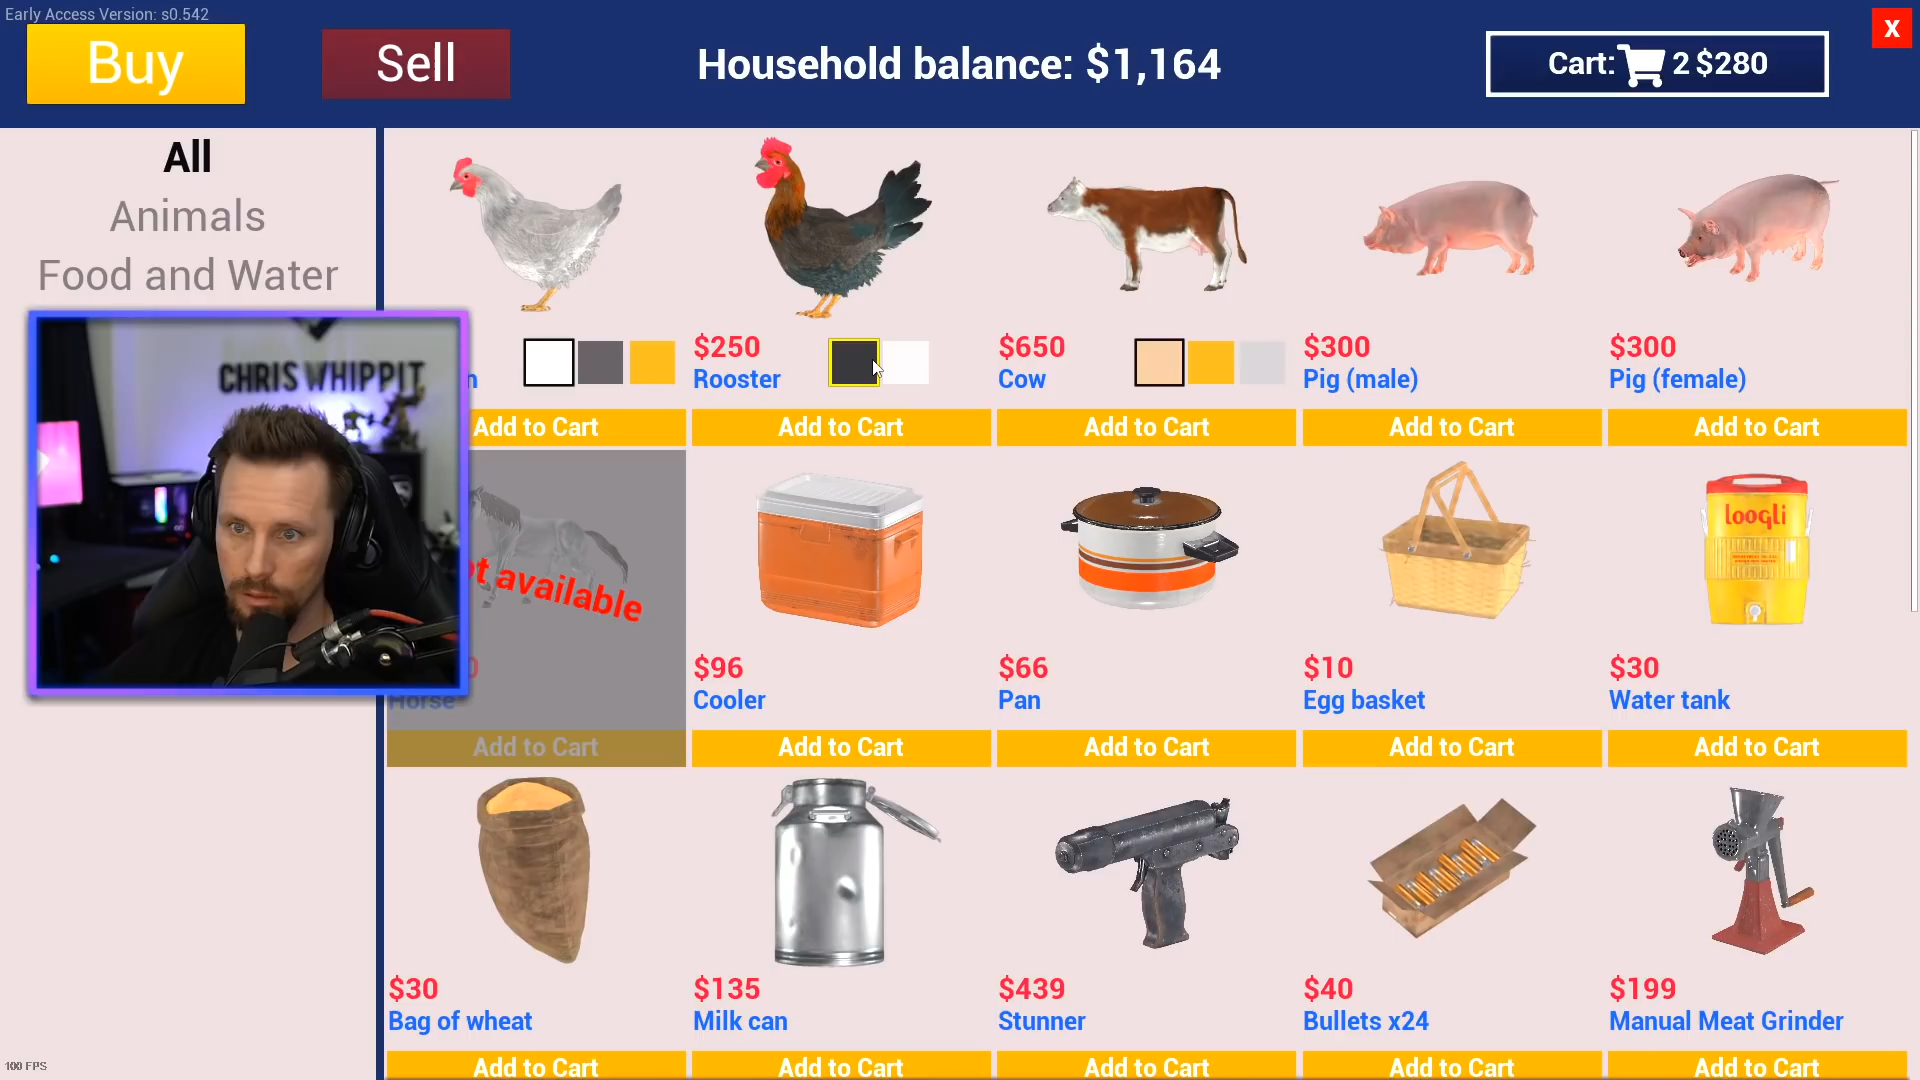 Early Access Version: s0.542
Buy
Sell
Household balance: $1,164
Cart: 2 $280
X
All
Animals
Food and Water
CHRIS WHIPPIT
n
Add to Cart
$250
Rooster
Add to Cart
$650
Cow
Add to Cart
$300
Pig (male)
Add to Cart
$300
Pig (female)
Add to Cart
t available
0
Horse
Add to Cart
$96
Cooler
Add to Cart
$66
Pan
Add to Cart
$10
Egg basket
Add to Cart
looqli
$30
Water tank
Add to Cart
$30
Bag of wheat
Add to Cart
$135
Milk can
Add to Cart
$439
Stunner
Add to Cart
$40
Bullets x24
Add to Cart
$199
Manual Meat Grinder
Add to Cart
100 FPS